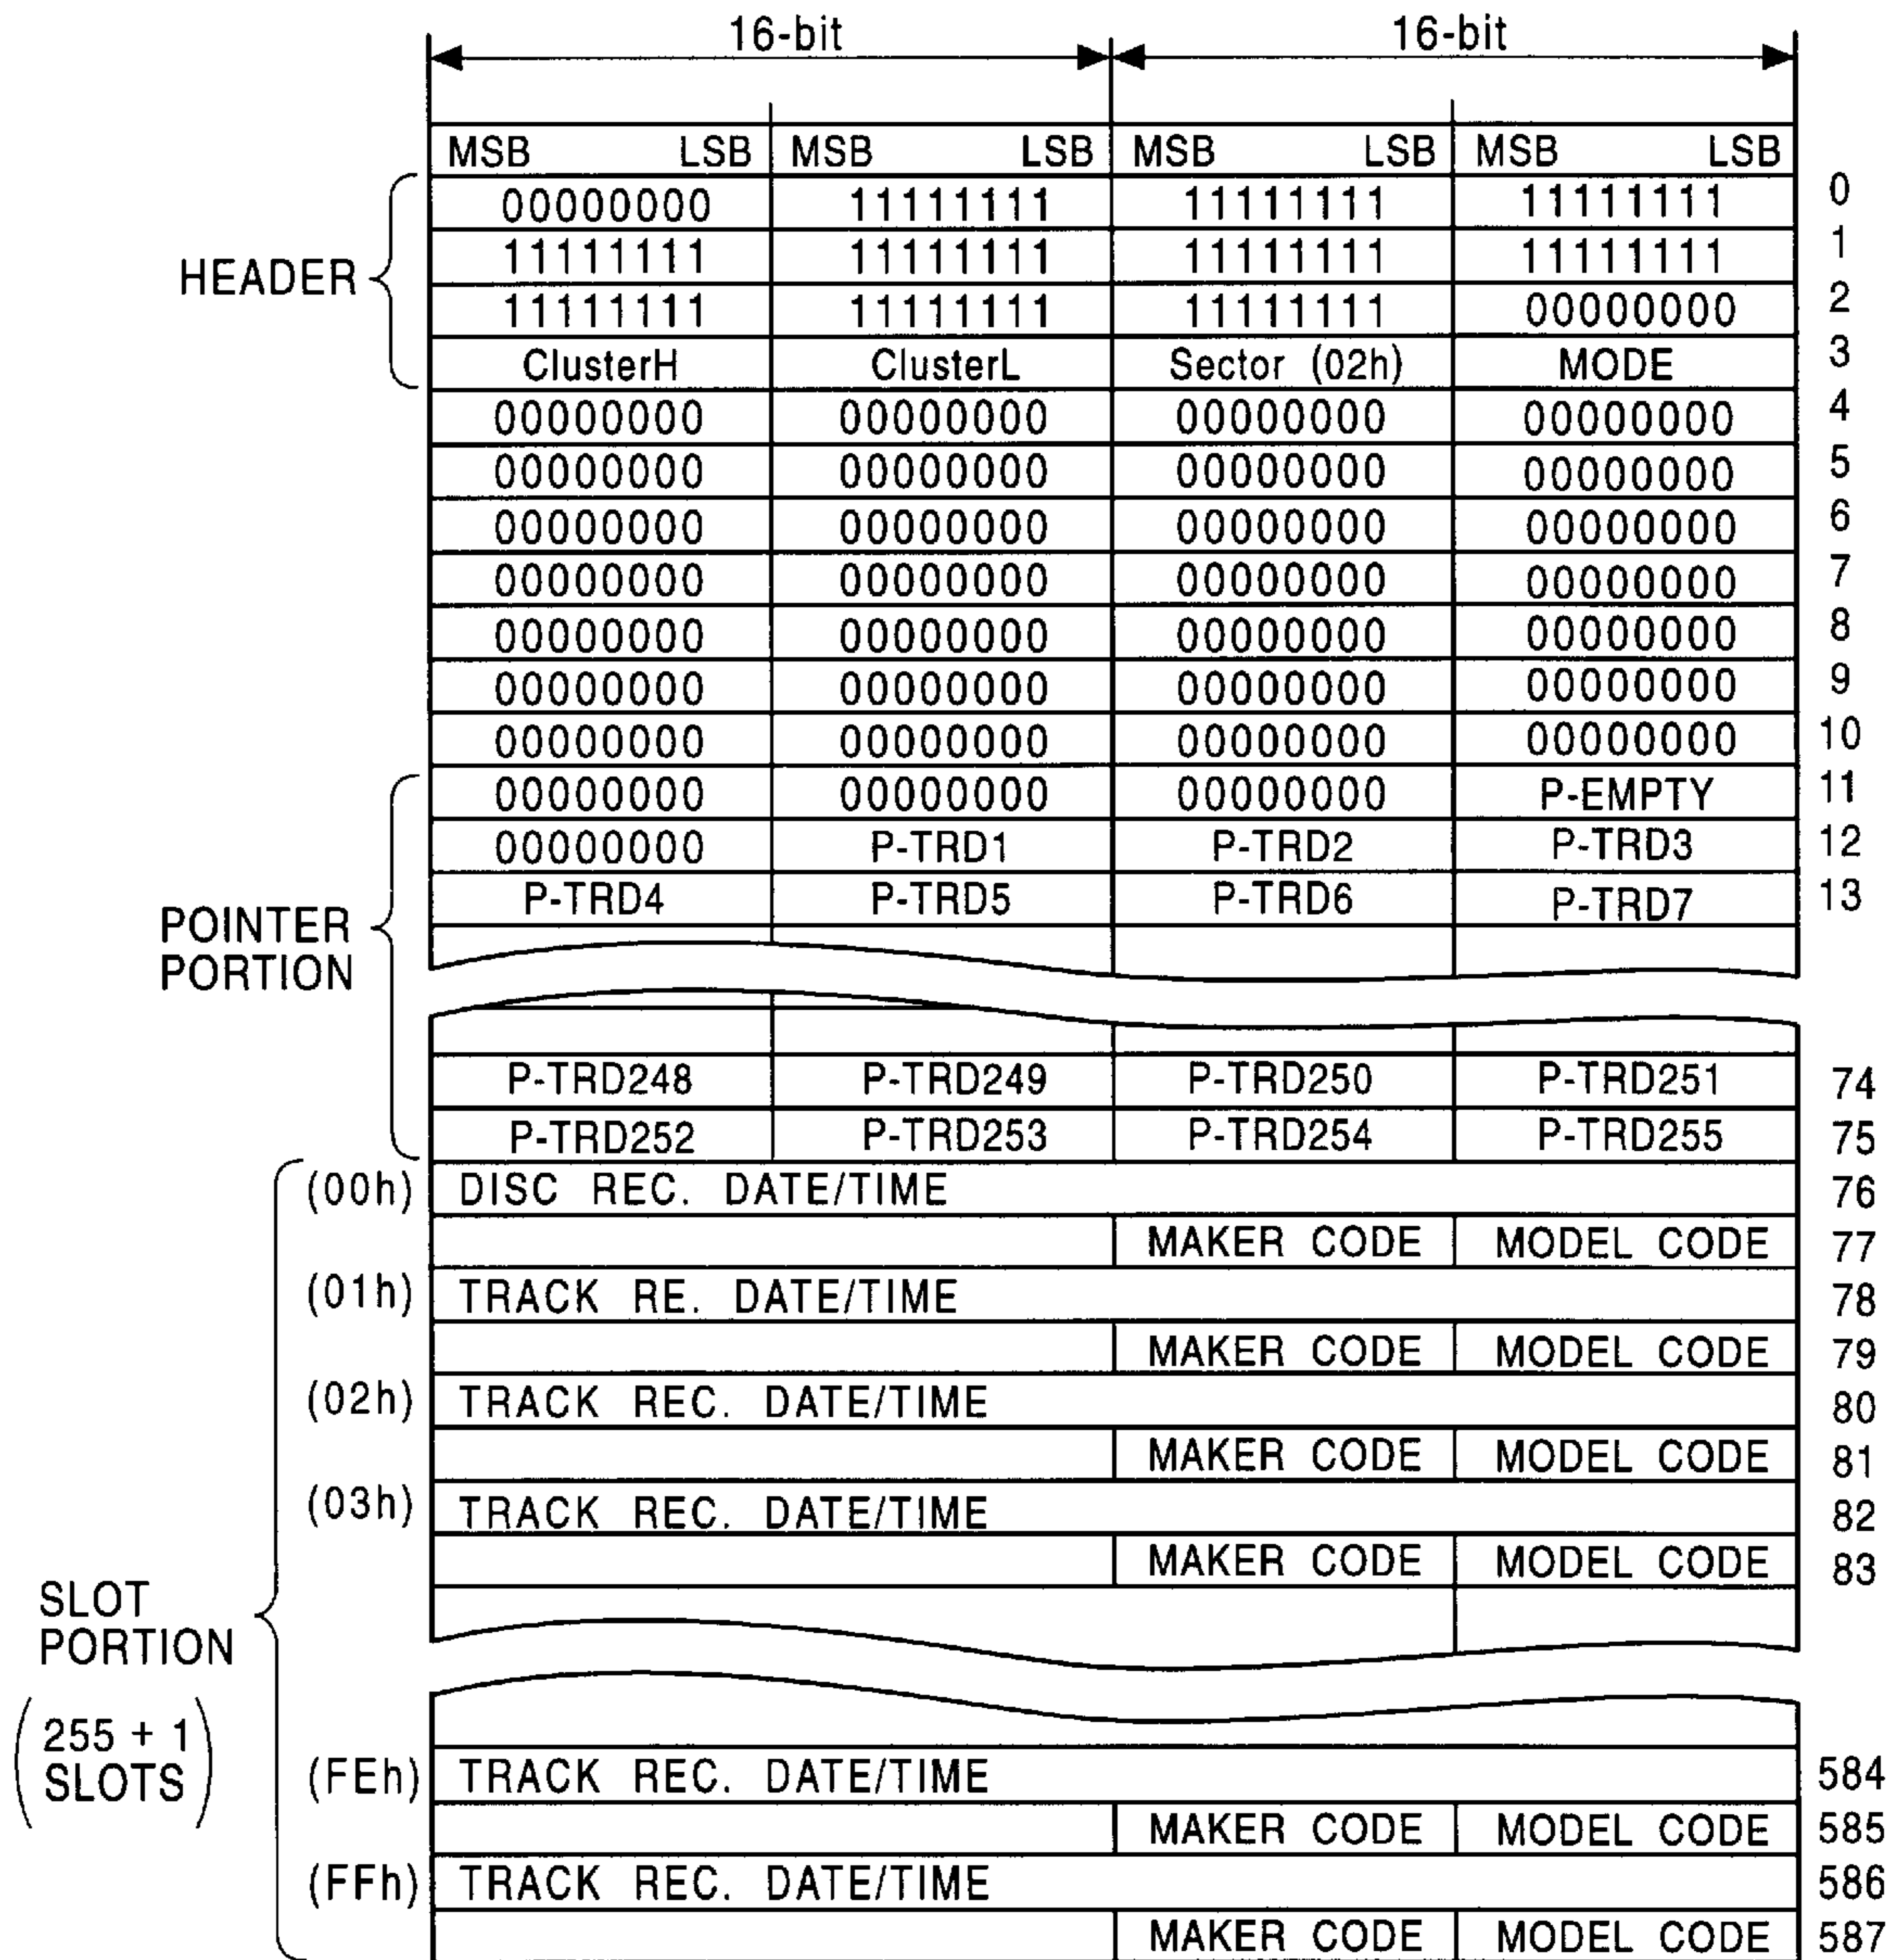 16-bit 16-bit
MSB LSB MSB LSB MSB LSB MSB LSB
00000000 11111111 11111111 11111111 0
HEADER
11111111 11111111 11111111 11111111 1
11111111 11111111 11111111 00000000 2
ClusterH ClusterL Sector (02h) MODE 3
00000000 00000000 00000000 00000000 4
00000000 00000000 00000000 00000000 5
00000000 00000000 00000000 00000000 6
00000000 00000000 00000000 00000000 7
00000000 00000000 00000000 00000000 8
00000000 00000000 00000000 00000000 9
00000000 00000000 00000000 00000000 10
POINTER
PORTION
00000000 00000000 00000000 P-EMPTY 11
00000000 P-TRD1 P-TRD2 P-TRD3 12
P-TRD4 P-TRD5 P-TRD6 P-TRD7 13
P-TRD248 P-TRD249 P-TRD250 P-TRD251 74
P-TRD252 P-TRD253 P-TRD254 P-TRD255 75
SLOT
PORTION
(255 + 1
SLOTS)
(00h) DISC REC. DATE/TIME 76
MAKER CODE MODEL CODE 77
(01h) TRACK RE. DATE/TIME 78
MAKER CODE MODEL CODE 79
(02h) TRACK REC. DATE/TIME 80
MAKER CODE MODEL CODE 81
(03h) TRACK REC. DATE/TIME 82
MAKER CODE MODEL CODE 83
(FEh) TRACK REC. DATE/TIME 584
MAKER CODE MODEL CODE 585
(FFh) TRACK REC. DATE/TIME 586
MAKER CODE MODEL CODE 587